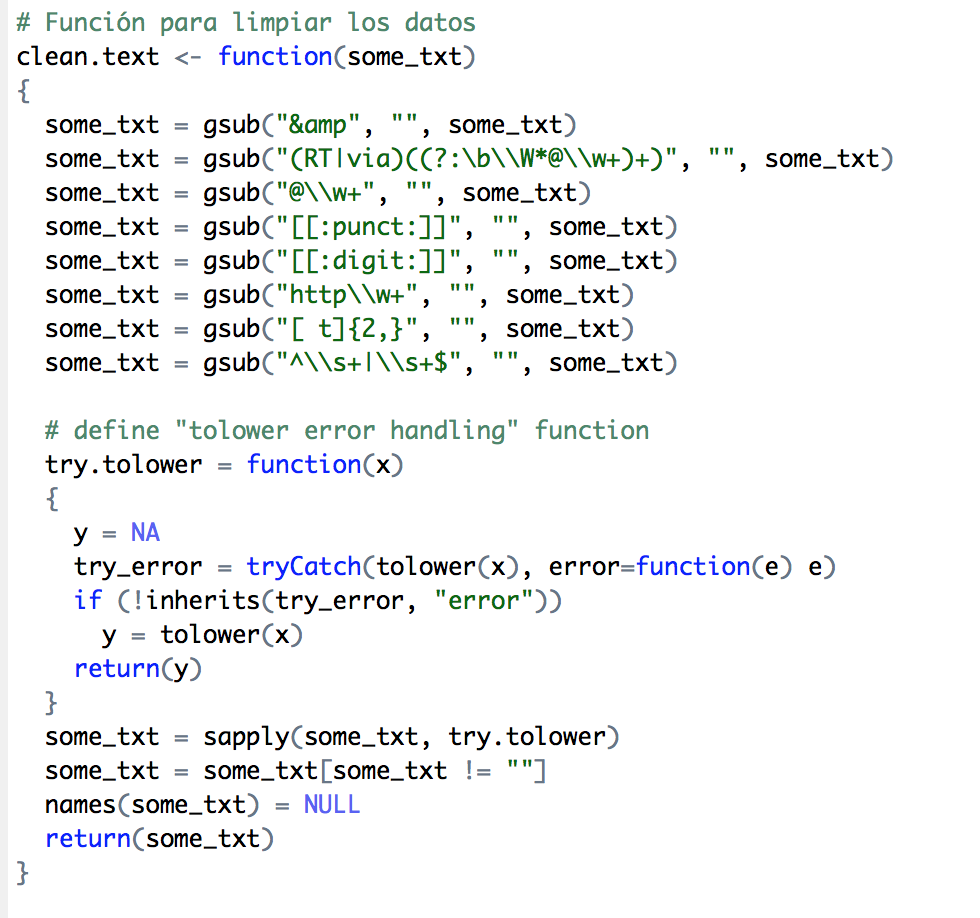 # Función para limpiar los datos
clean.text <- function(some_txt)
{
  some_txt = gsub("&amp", "", some_txt)
  some_txt = gsub("(RT|via)((?:\b\\W*@\\w+)+)", "", some_txt)
  some_txt = gsub("@\\w+", "", some_txt)
  some_txt = gsub("[[:punct:]]", "", some_txt)
  some_txt = gsub("[[:digit:]]", "", some_txt)
  some_txt = gsub("http\\w+", "", some_txt)
  some_txt = gsub("[ t]{2,}", "", some_txt)
  some_txt = gsub("^\\s+|\\s+$", "", some_txt)

  # define "tolower error handling" function
  try.tolower = function(x)
  {
    y = NA
    try_error = tryCatch(tolower(x), error=function(e) e)
    if (!inherits(try_error, "error"))
      y = tolower(x)
    return(y)
  }
  some_txt = sapply(some_txt, try.tolower)
  some_txt = some_txt[some_txt != ""]
  names(some_txt) = NULL
  return(some_txt)
}